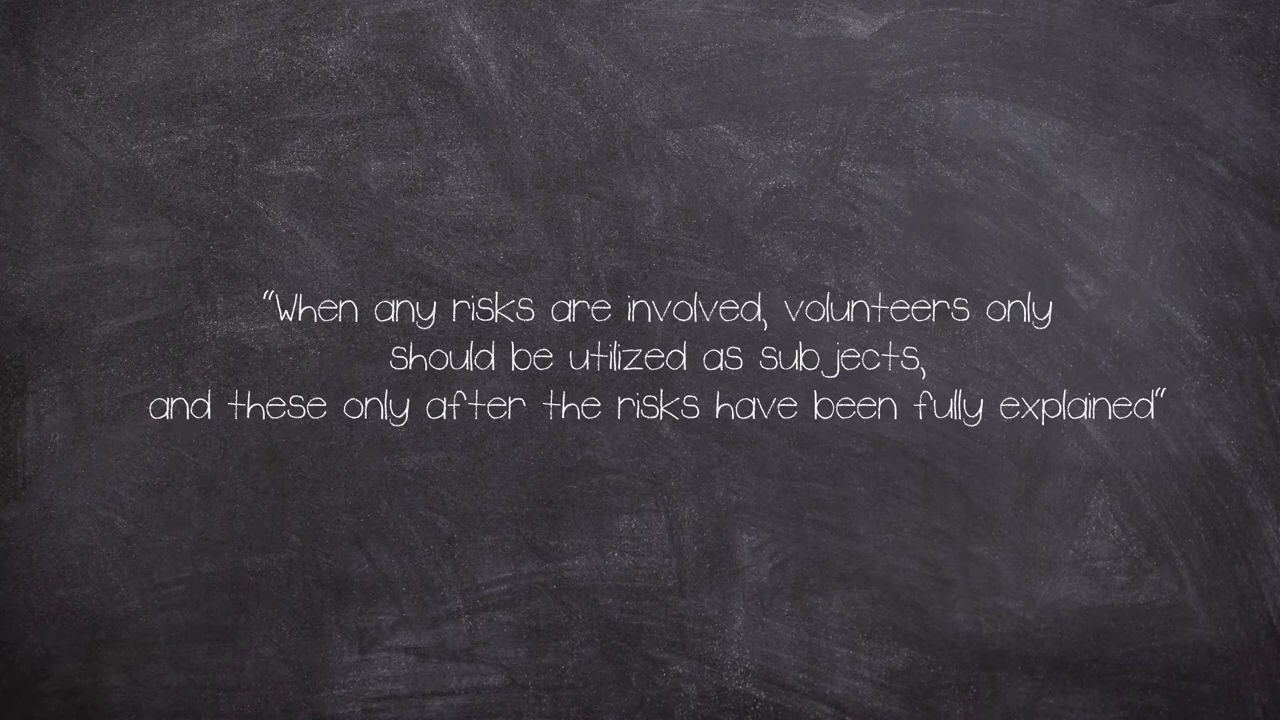 “When any risks are involved, volunteers only
should be utilized as subjects,
and these only after the risks have been fully explained“